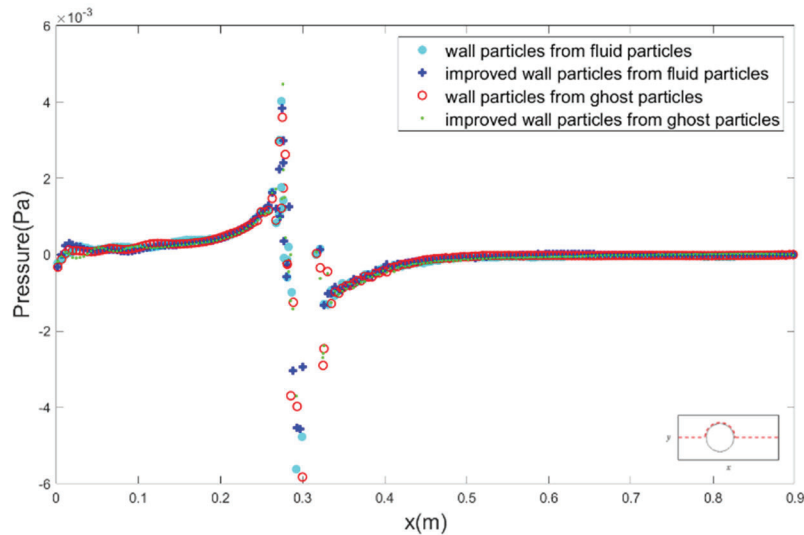 ×10⁻³
6
4
2
0
-2
-4
-6
Pressure(Pa)
wall particles from fluid particles
improved wall particles from fluid particles
wall particles from ghost particles
improved wall particles from ghost particles
y
x
0 0.1 0.2 0.3 0.4 0.5 0.6 0.7 0.8 0.9
x(m)